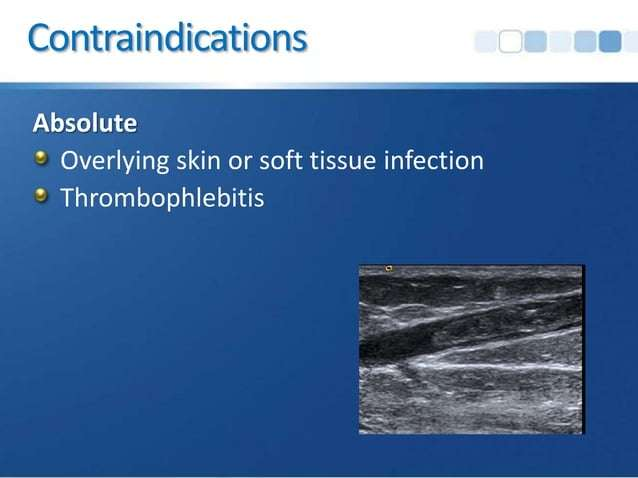 Contraindications
Absolute
Overlying skin or soft tissue infection
Thrombophlebitis